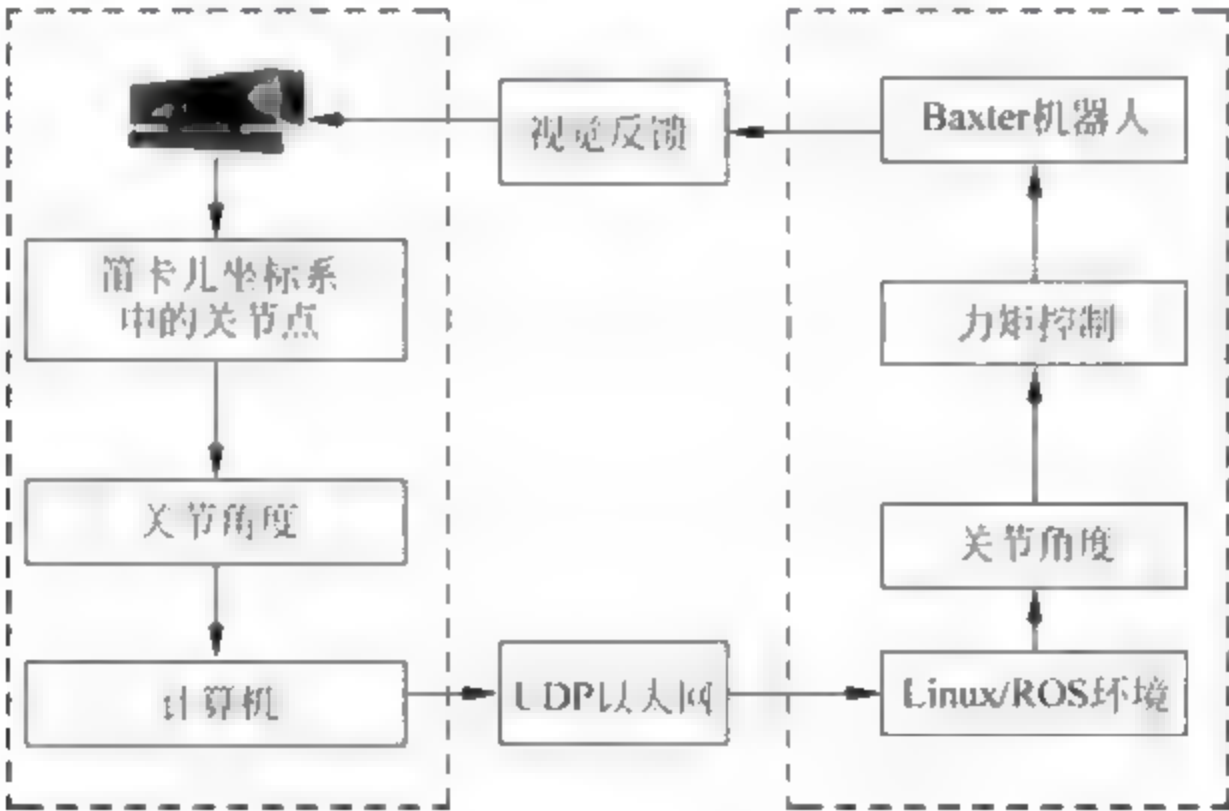 视觉反馈
Baxter机器人
笛卡儿坐标系
中的关节点
力矩控制
关节角度
关节角度
计算机
UDP以太网
Linux/ROS环境